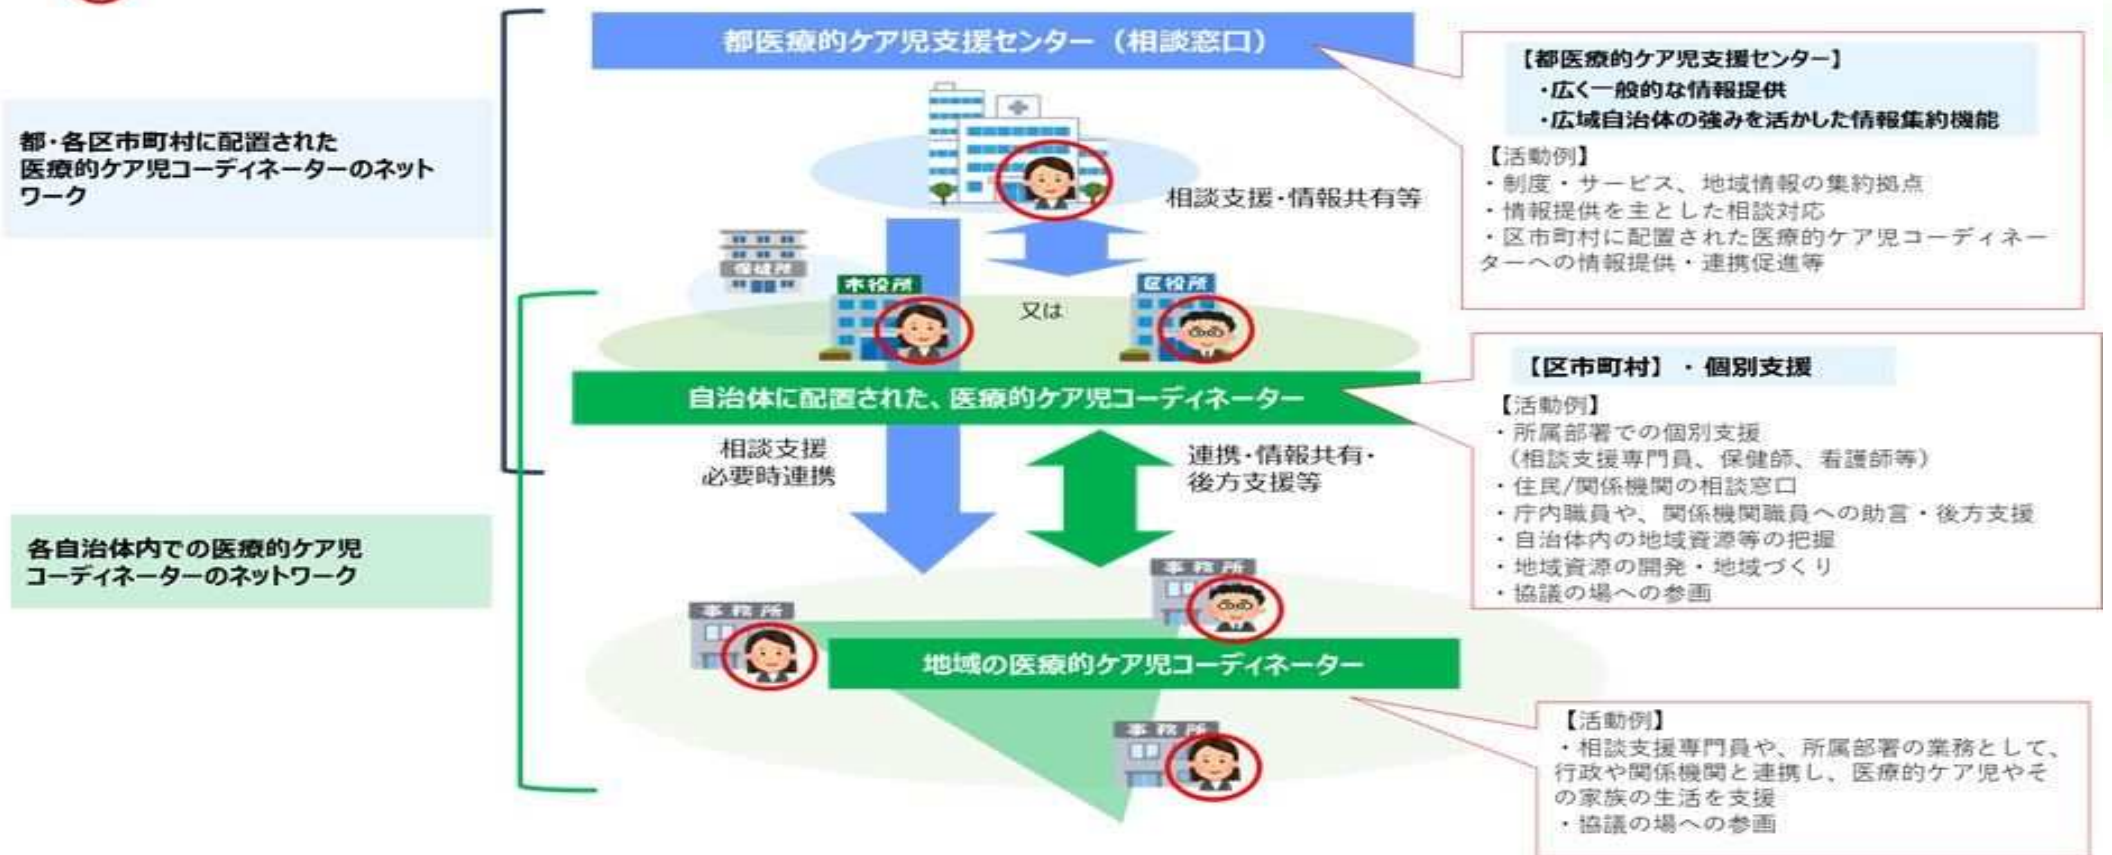 都医療的ケア児支援センター（相談窓口）
都・各区市町村に配置された
医療的ケア児コーディネーターのネット
ワーク
相談支援・情報共有等
保健所
市役所
又は
区役所
自治体に配置された、医療的ケア児コーディネーター
相談支援
必要時連携
連携・情報共有・
後方支援等
各自治体内での医療的ケア児
コーディネーターのネットワーク
事務所
事務所
地域の医療的ケア児コーディネーター
事務所
【都医療的ケア児支援センター】
・広く一般的な情報提供
・広域自治体の強みを活かした情報集約機能
【活動例】
・制度・サービス、地域情報の集約拠点
・情報提供を主とした相談対応
・区市町村に配置された医療的ケア児コーディネー
ターへの情報提供・連携促進等
【区市町村】・個別支援
【活動例】
・所属部署での個別支援
（相談支援専門員、保健師、看護師等）
・住民/関係機関の相談窓口
・庁内職員や、関係機関職員への助言・後方支援
・自治体内の地域資源等の把握
・地域資源の開発・地域づくり
・協議の場への参画
【活動例】
・相談支援専門員や、所属部署の業務として、
行政や関係機関と連携し、医療的ケア児やそ
の家族の生活を支援
・協議の場への参画